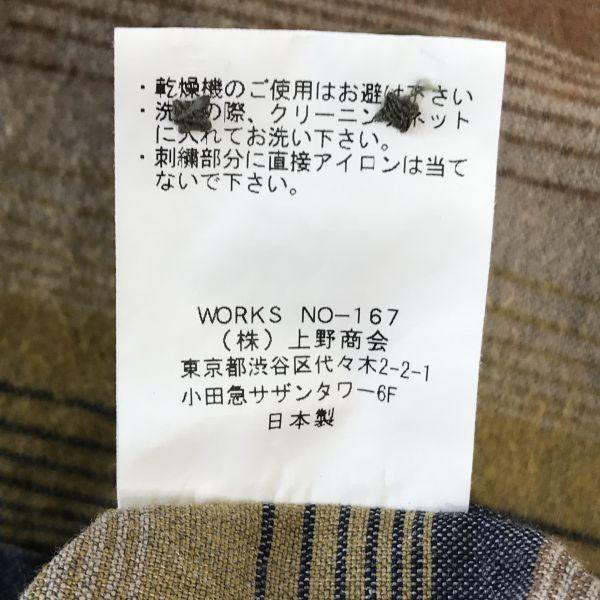 ・乾燥機のご使用はお避け下さい
・洗の際、クリーニンネット
に入れてお洗い下さい。
・刺繍部分に直接アイロンは当て
ないで下さい。
WORKS NO-167
(株)上野商会
東京都渋谷区代々木2-2-1
小田急サザンタワー6F
日本製